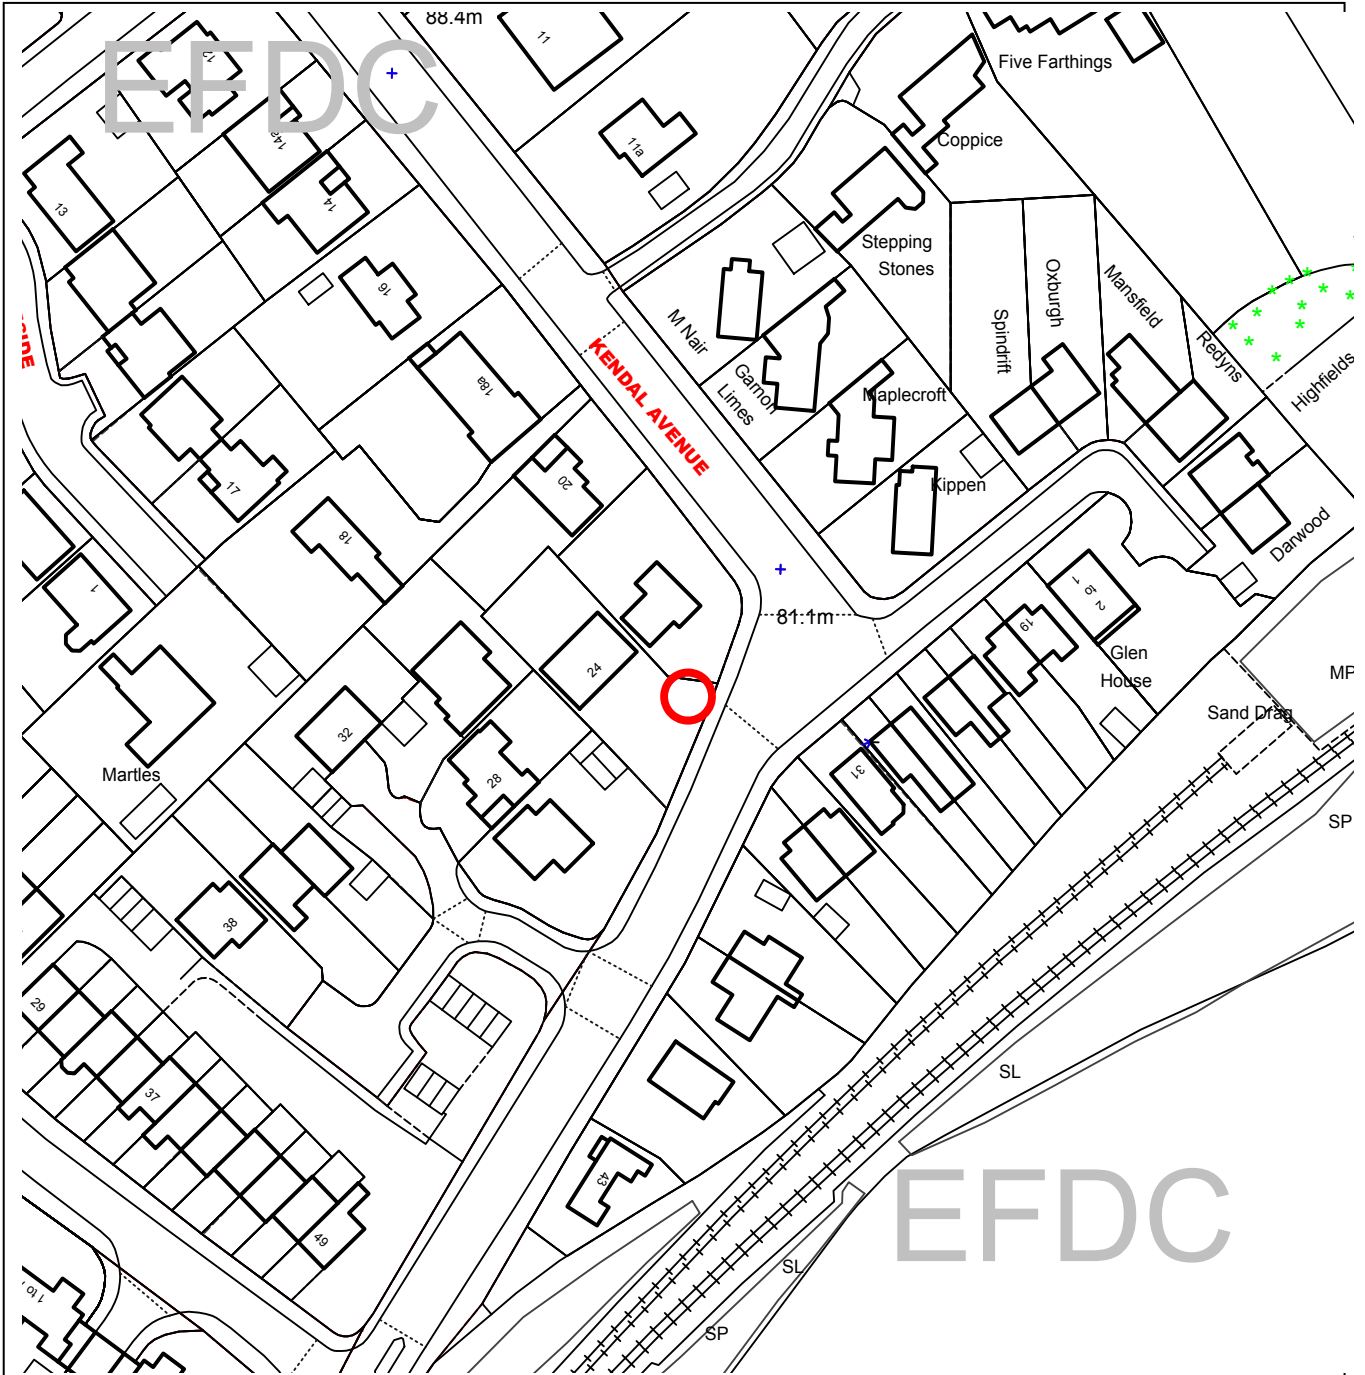 88.4m
EFDC
11
12
Five Farthings
14a
11a
Coppice
13
14
Stepping
Stones
16
Oxburgh
Mansfield
M Nair
Spindrift
Redyns
KENDAL AVENUE
Highfields
18a
Garnon
Limes
Maplecroft
20
17
Kippen
18
Darwood
1
81.1m
19
Glen
House
24
MP
Sand Drag
32
Martles
28
31
SP
38
29
SL
37
43
EFDC
49
SL
SP
1 to